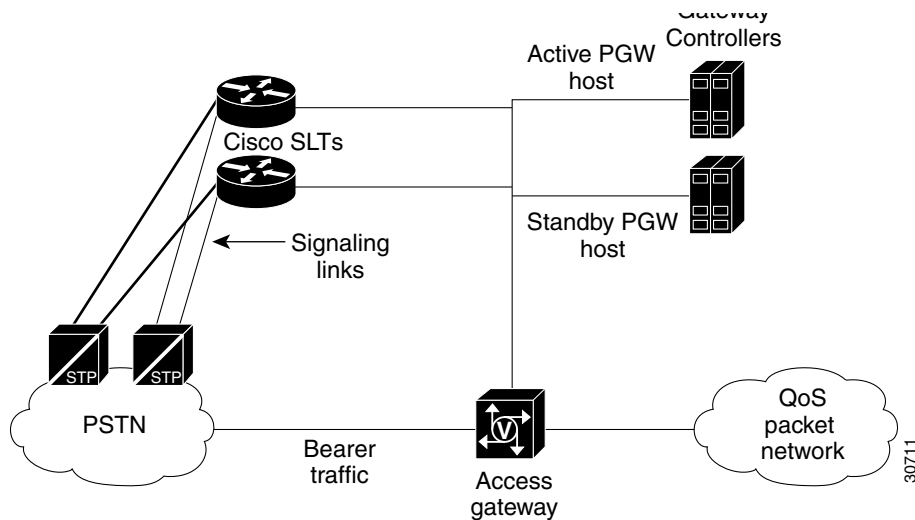 Gateway
Controllers
Active PGW
host
Cisco SLTs
Standby PGW
host
Signaling
links
STP
STP
PSTN
Bearer
traffic
Access
gateway
V
QoS
packet
network
30711